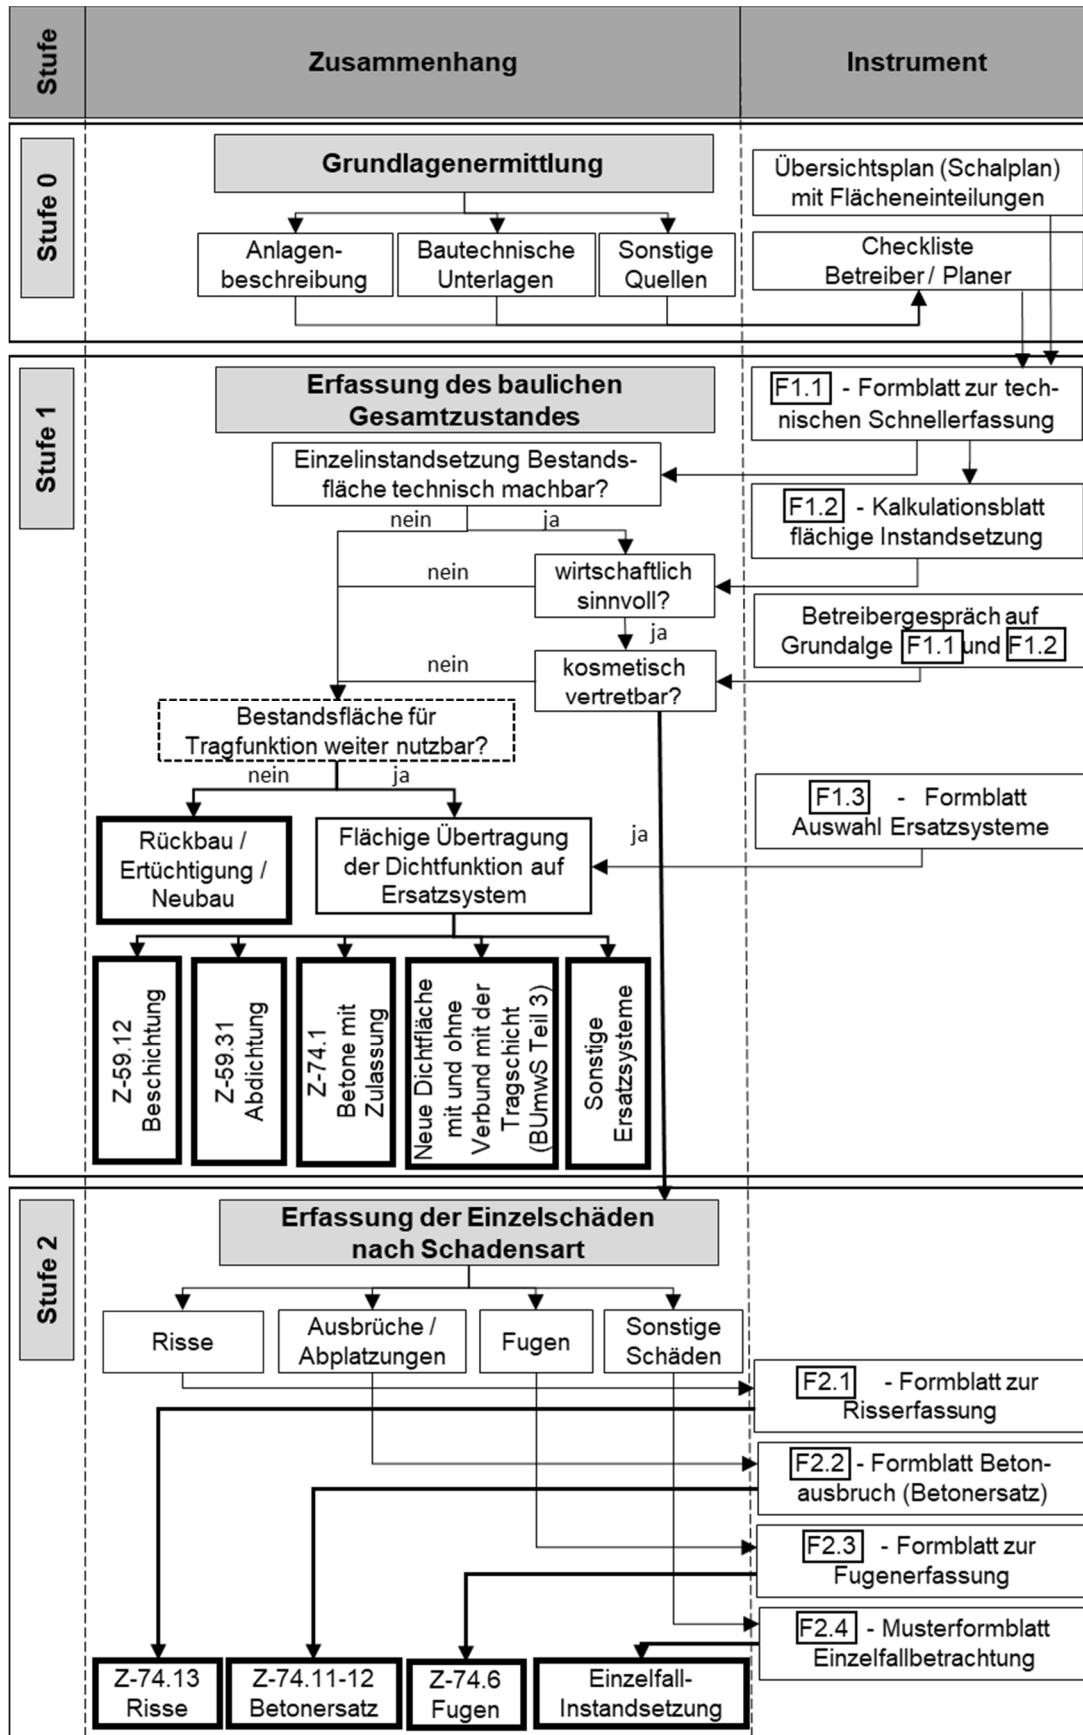 Stufe
Zusammenhang
Instrument
Stufe 0
Grundlagenermittlung
Anlagen-
beschreibung
Bautechnische
Unterlagen
Sonstige
Quellen
Übersichtsplan (Schalplan)
mit Flächeneinteilungen
Checkliste
Betreiber / Planer
Stufe 1
Erfassung des baulichen
Gesamtzustandes
F1.1 - Formblatt zur tech-
nischen Schnellerfassung
Einzelinstandsetzung Bestands-
fläche technisch machbar?
nein
ja
F1.2 - Kalkulationsblatt
flächige Instandsetzung
nein
wirtschaftlich
sinnvoll?
ja
Betreibergespräch auf
Grundalge F1.1 und F1.2
nein
kosmetisch
vertretbar?
Bestandsfläche für
Tragfunktion weiter nutzbar?
nein
ja
F1.3 - Formblatt
Auswahl Ersatzsysteme
Rückbau /
Ertüchtigung /
Neubau
Flächige Übertragung
der Dichtfunktion auf
Ersatzsystem
ja
Z-59.12
Beschichtung
Z-59.31
Abdichtung
Z-74.1
Betone mit
Zulassung
Neue Dichtfläche
mit und ohne
Verbund mit der
Tragschicht
(BUmwS Teil 3)
Sonstige
Ersatzsysteme
Stufe 2
Erfassung der Einzelschäden
nach Schadensart
Risse
Ausbrüche /
Abplatzungen
Fugen
Sonstige
Schäden
F2.1 - Formblatt zur
Risserfassung
F2.2 - Formblatt Beton-
ausbruch (Betonersatz)
F2.3 - Formblatt zur
Fugenerfassung
F2.4 - Musterformblatt
Einzelfallbetrachtung
Z-74.13
Risse
Z-74.11-12
Betonersatz
Z-74.6
Fugen
Einzelfall-
Instandsetzung